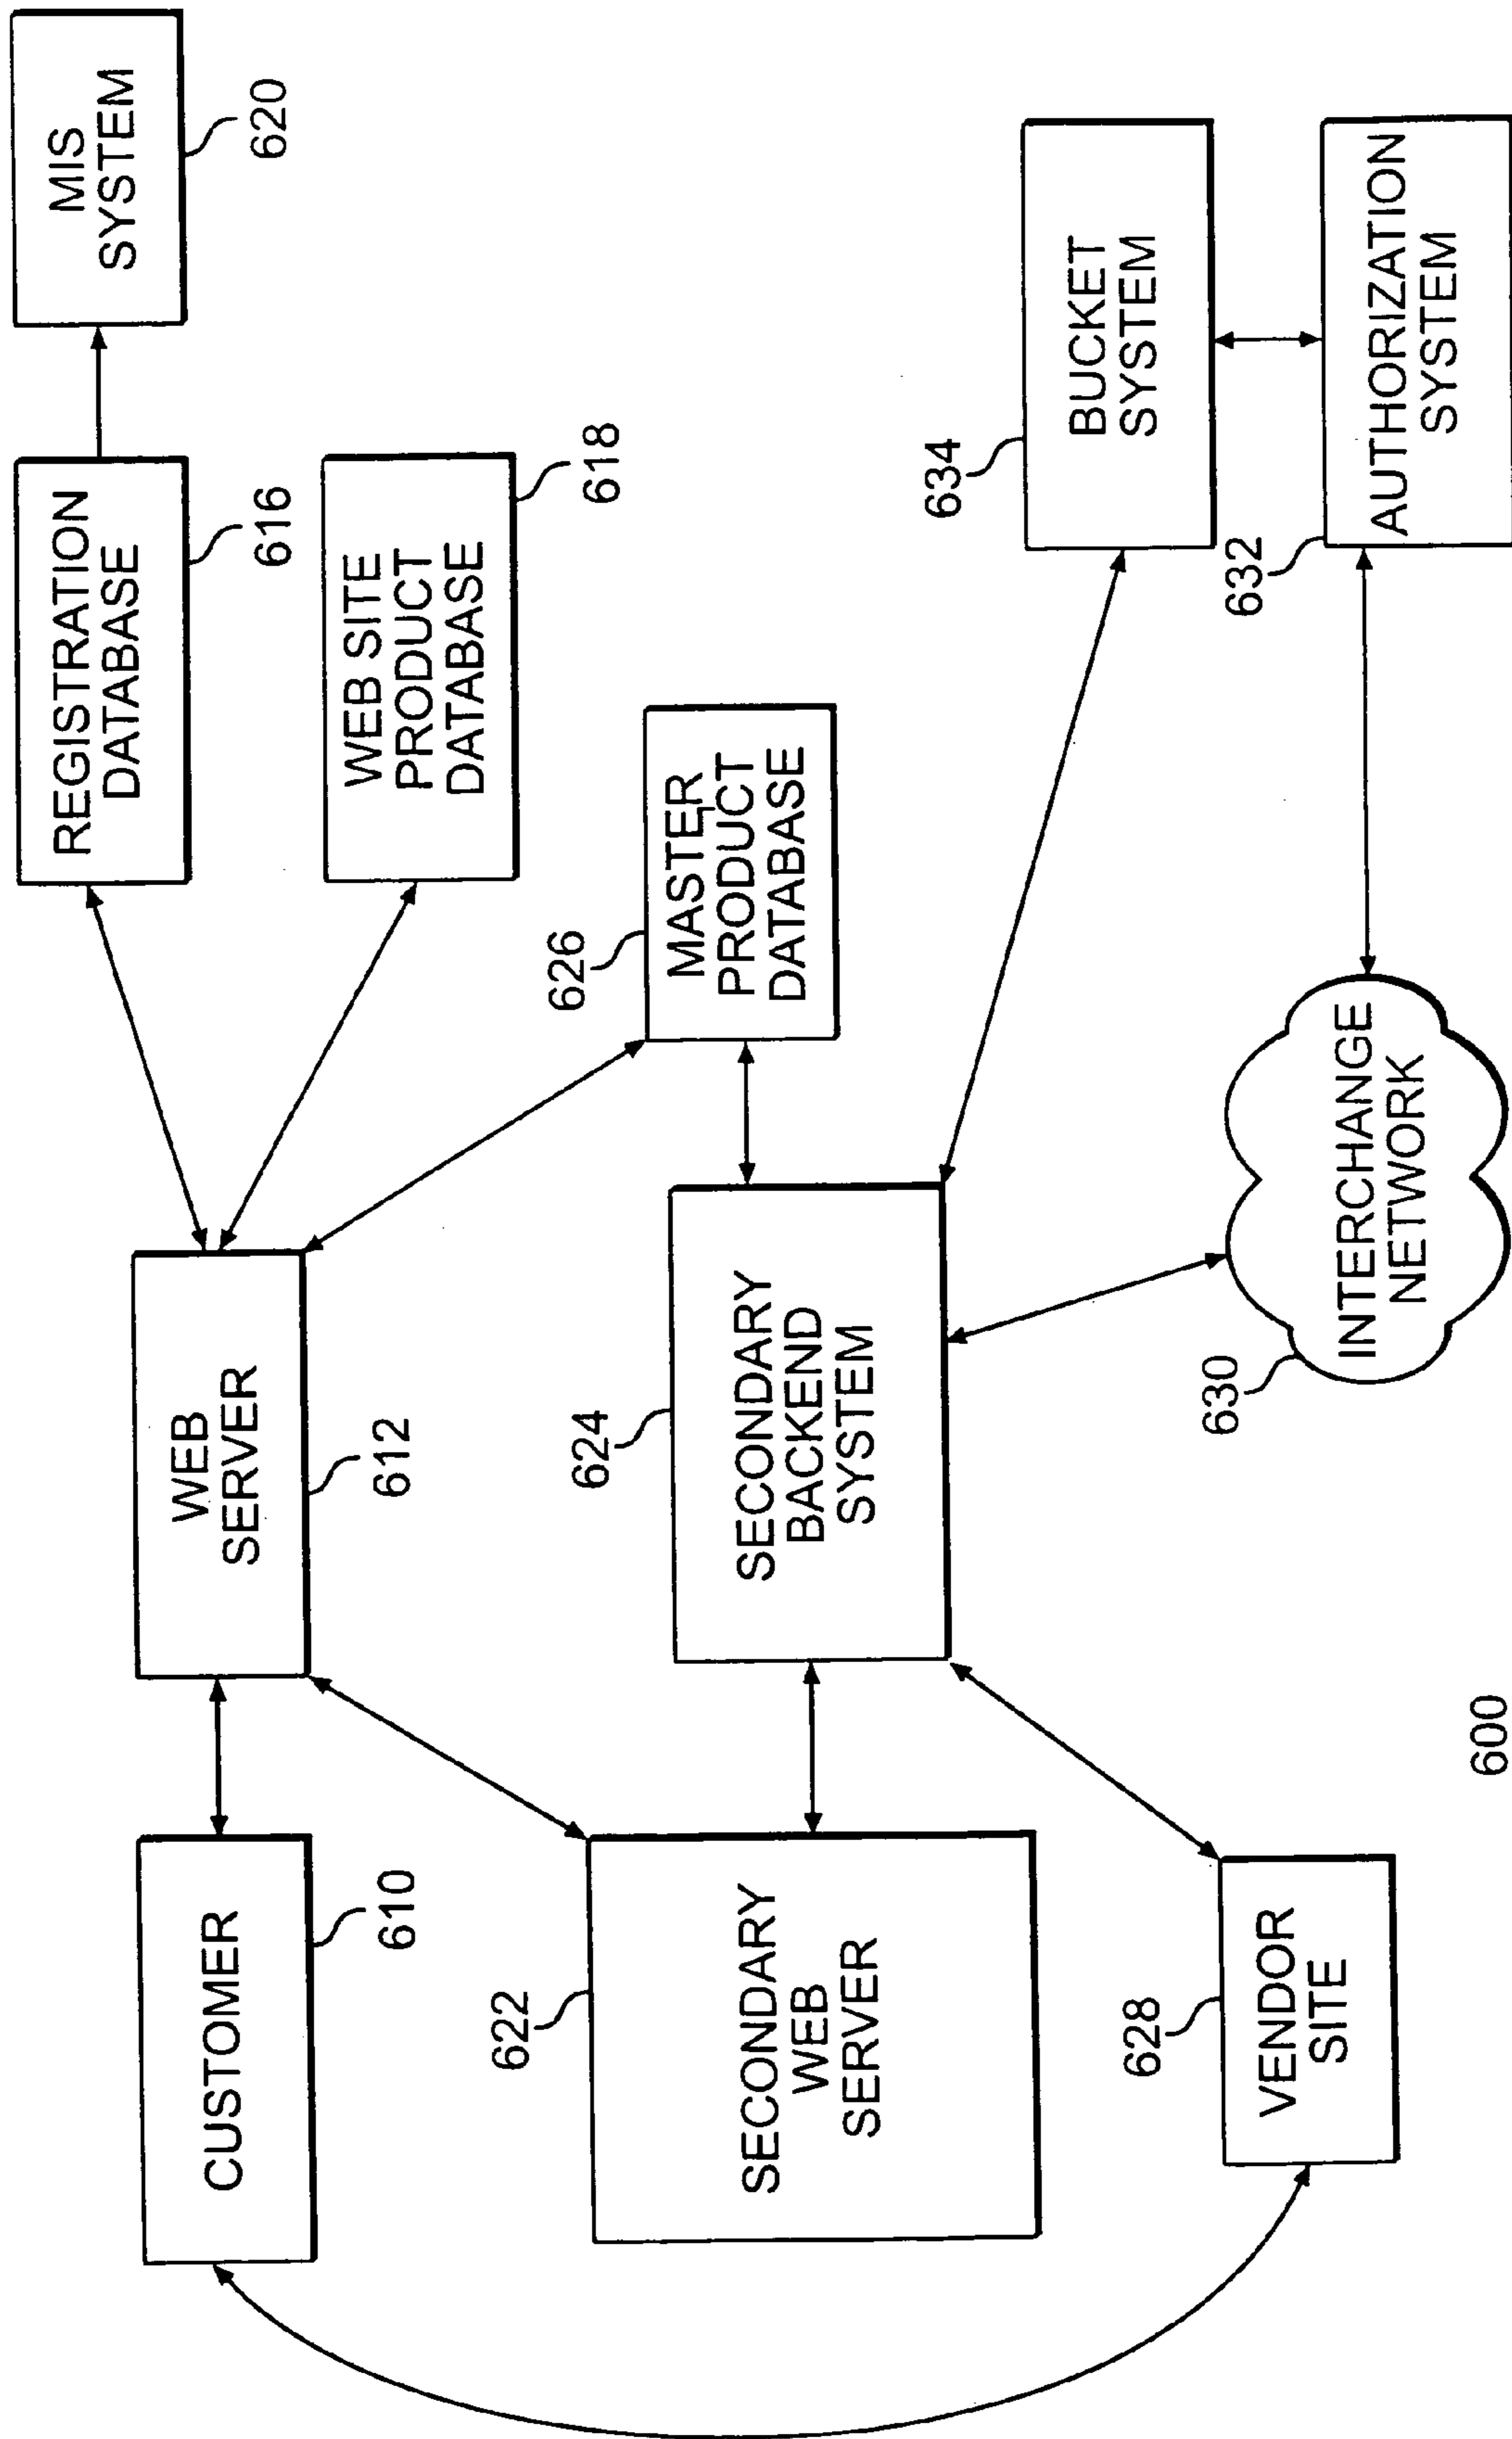 MIS
SYSTEM
620
REGISTRATION
DATABASE
616
WEB SITE
PRODUCT
DATABASE
618
WEB
SERVER
612
CUSTOMER
610
MASTER
PRODUCT
DATABASE
626
SECONDARY
BACKEND
SYSTEM
624
SECONDARY
WEB
SERVER
622
BUCKET
SYSTEM
634
AUTHORIZATION
SYSTEM
632
INTERCHANGE
NETWORK
630
VENDOR
SITE
628
600